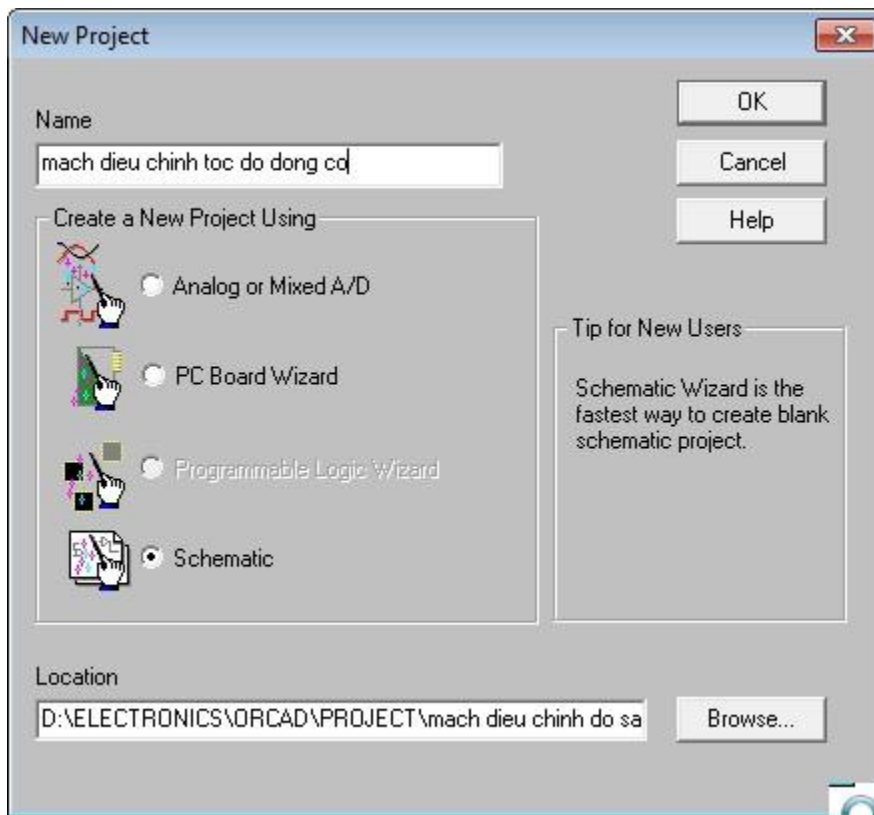 New Project
OK
Name
mach dieu chinh toc do dong co
Cancel
Help
Create a New Project Using
Analog or Mixed A/D
PC Board Wizard
Programmable Logic Wizard
Schematic
Tip for New Users
Schematic Wizard is the
fastest way to create blank
schematic project.
Location
D:\ELECTRONICS\ORCAD\PROJECT\mach dieu chinh do sa
Browse...